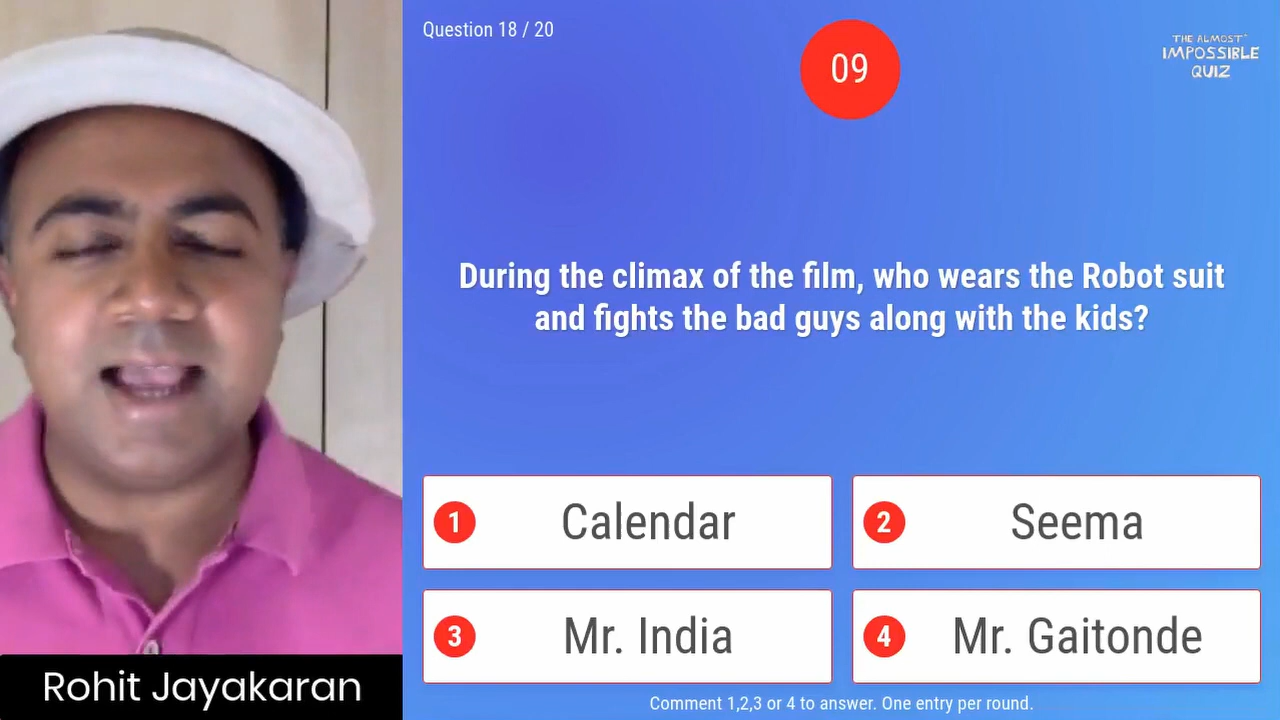 Question 18 / 20
09
THE ALMOST*
IMPOSSIBLE
QUIZ
During the climax of the film, who wears the Robot suit
and fights the bad guys along with the kids?
1 Calendar
2 Seema
3 Mr. India
4 Mr. Gaitonde
Rohit Jayakaran
Comment 1,2,3 or 4 to answer. One entry per round.